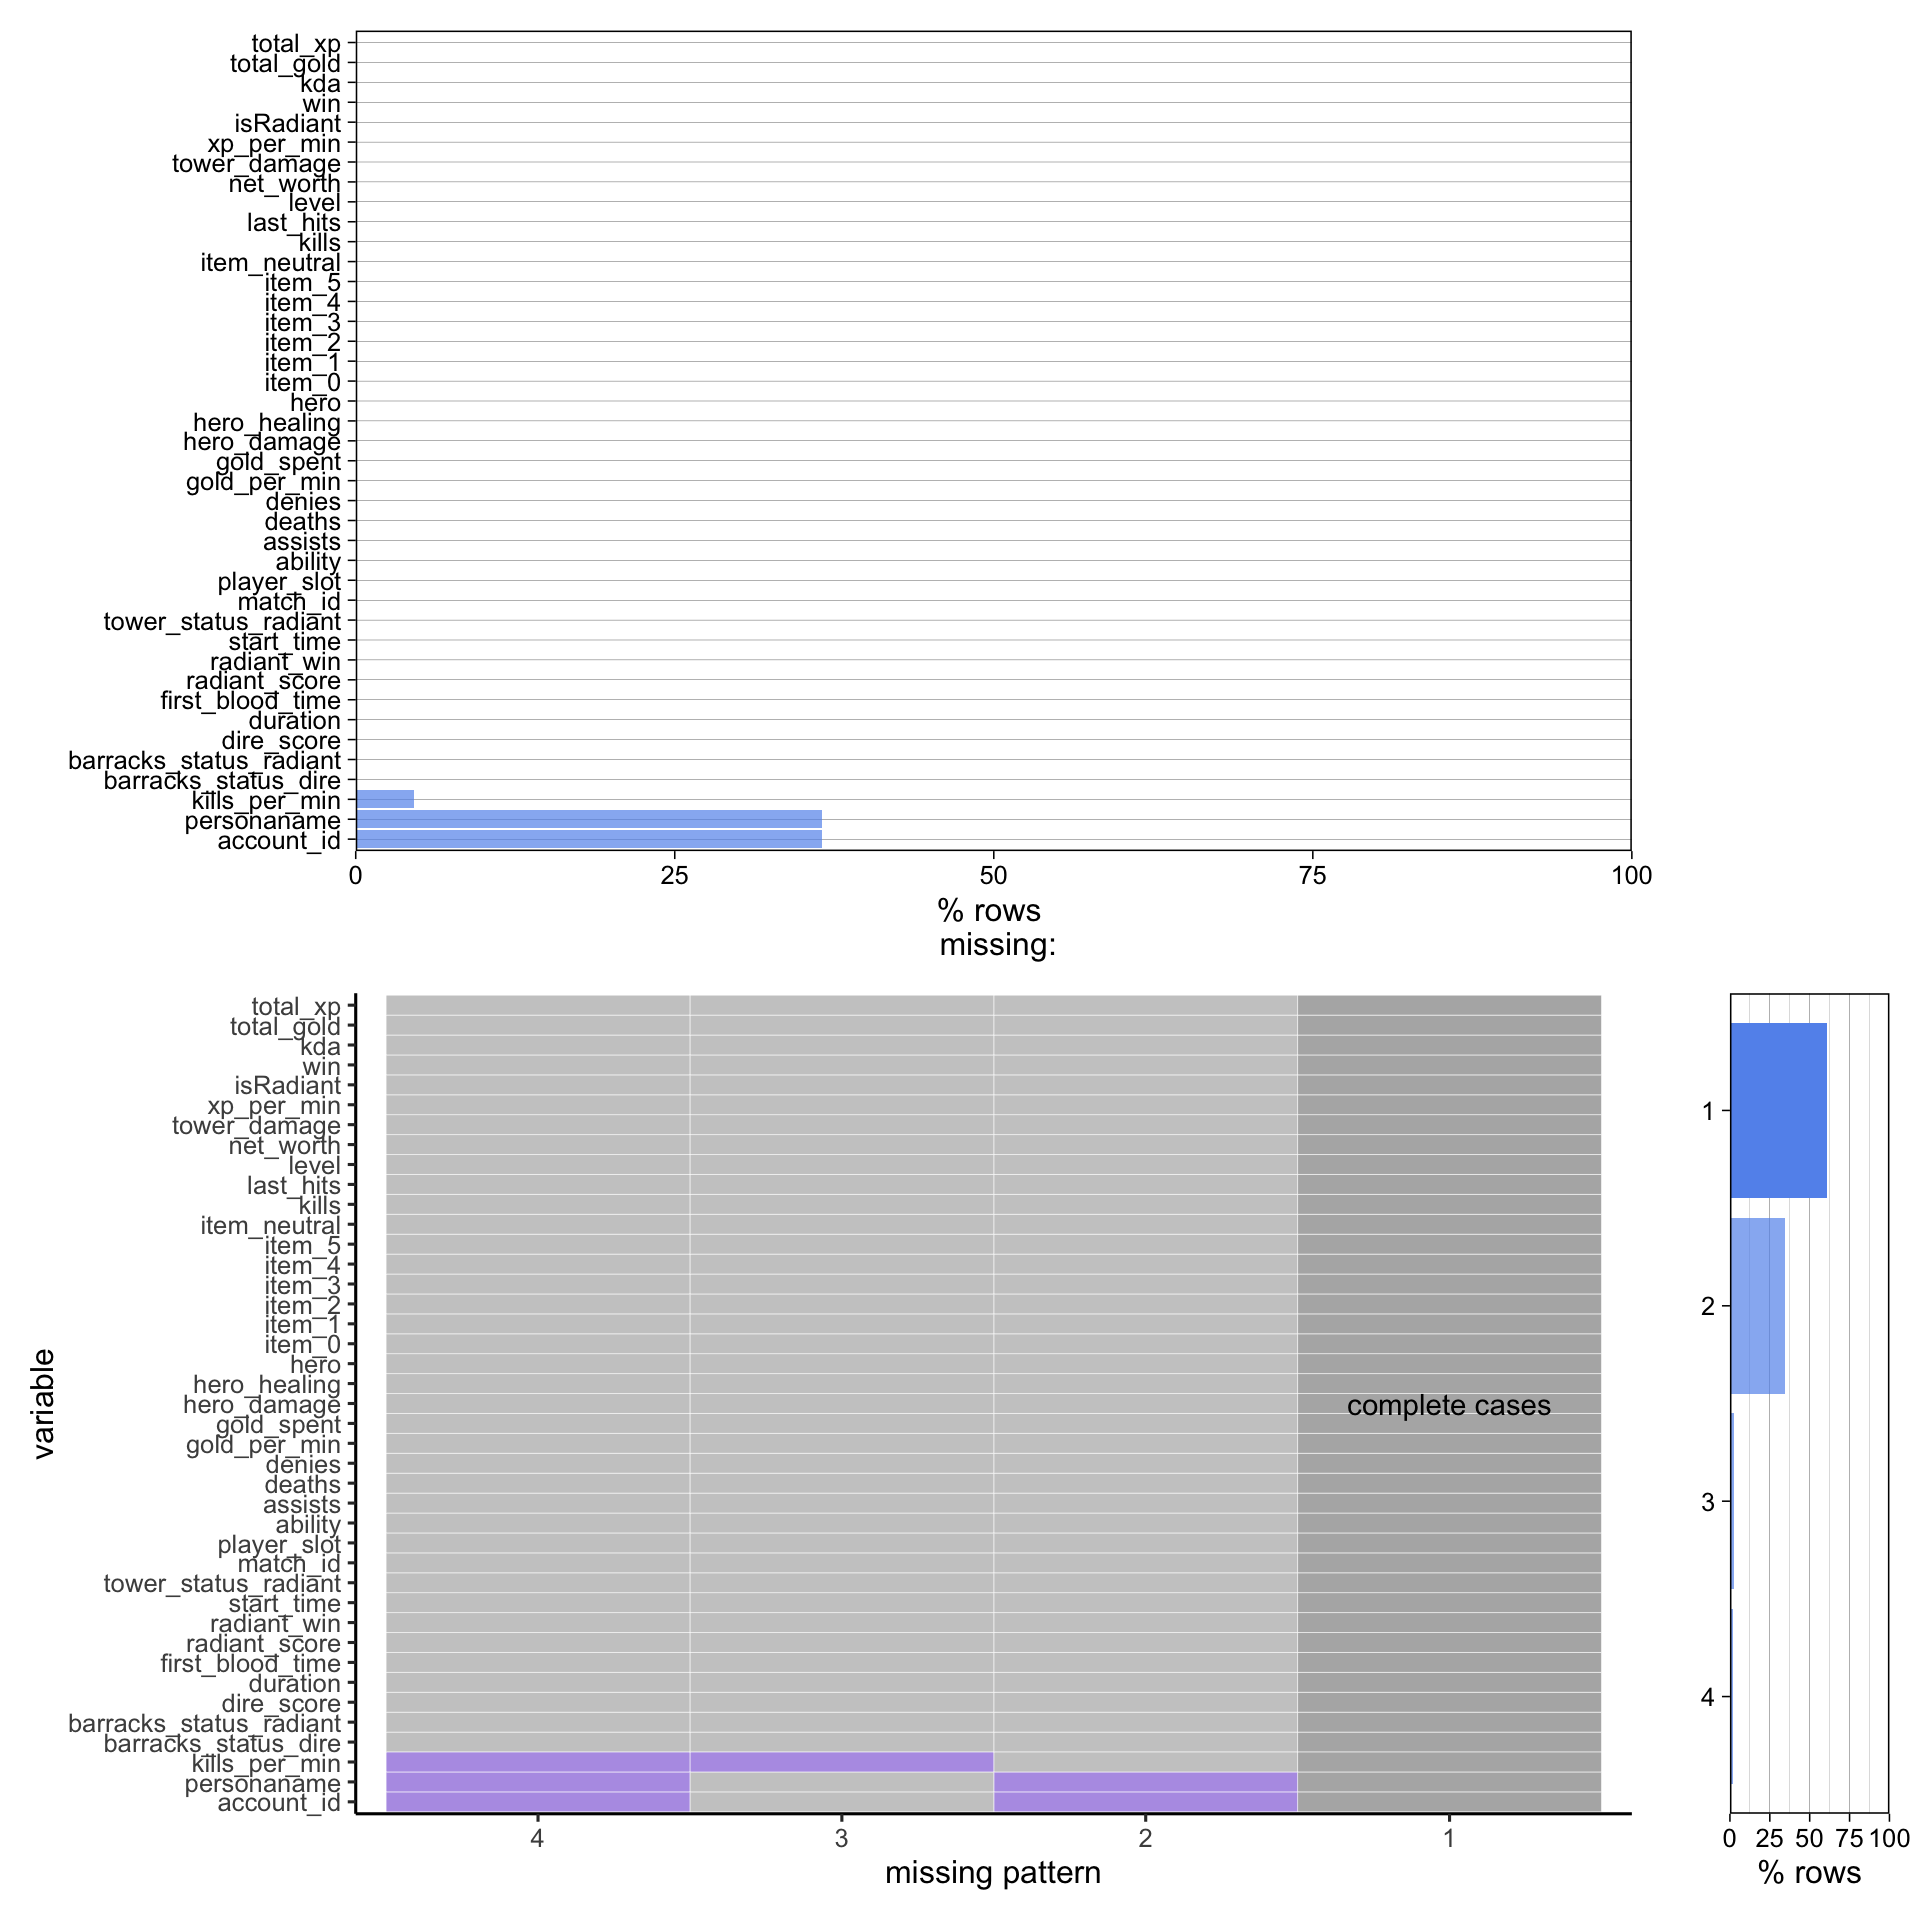 total_xp
total_gold
kda
win
isRadiant
xp_per_min
tower_damage
net_worth
level
last_hits
kills
item_neutral
item_5
item_4
item_3
item_2
item_1
item_0
hero
hero_healing
hero_damage
gold_spent
gold_per_min
denies
deaths
assists
ability
player_slot
match_id
tower_status_radiant
start_time
radiant_win
radiant_score
first_blood_time
duration
dire_score
barracks_status_radiant
barracks_status_dire
kills_per_min
personaname
account_id
0 25 50 75 100
% rows
missing:
variable
total_xp
total_gold
kda
win
isRadiant
xp_per_min
tower_damage
net_worth
level
last_hits
kills
item_neutral
item_5
item_4
item_3
item_2
item_1
item_0
hero
hero_healing
hero_damage
gold_spent
gold_per_min
denies
deaths
assists
ability
player_slot
match_id
tower_status_radiant
start_time
radiant_win
radiant_score
first_blood_time
duration
dire_score
barracks_status_radiant
barracks_status_dire
kills_per_min
personaname
account_id
complete cases
4 3 2 1
missing pattern
1
2
3
4
0 25 50 75 100
% rows